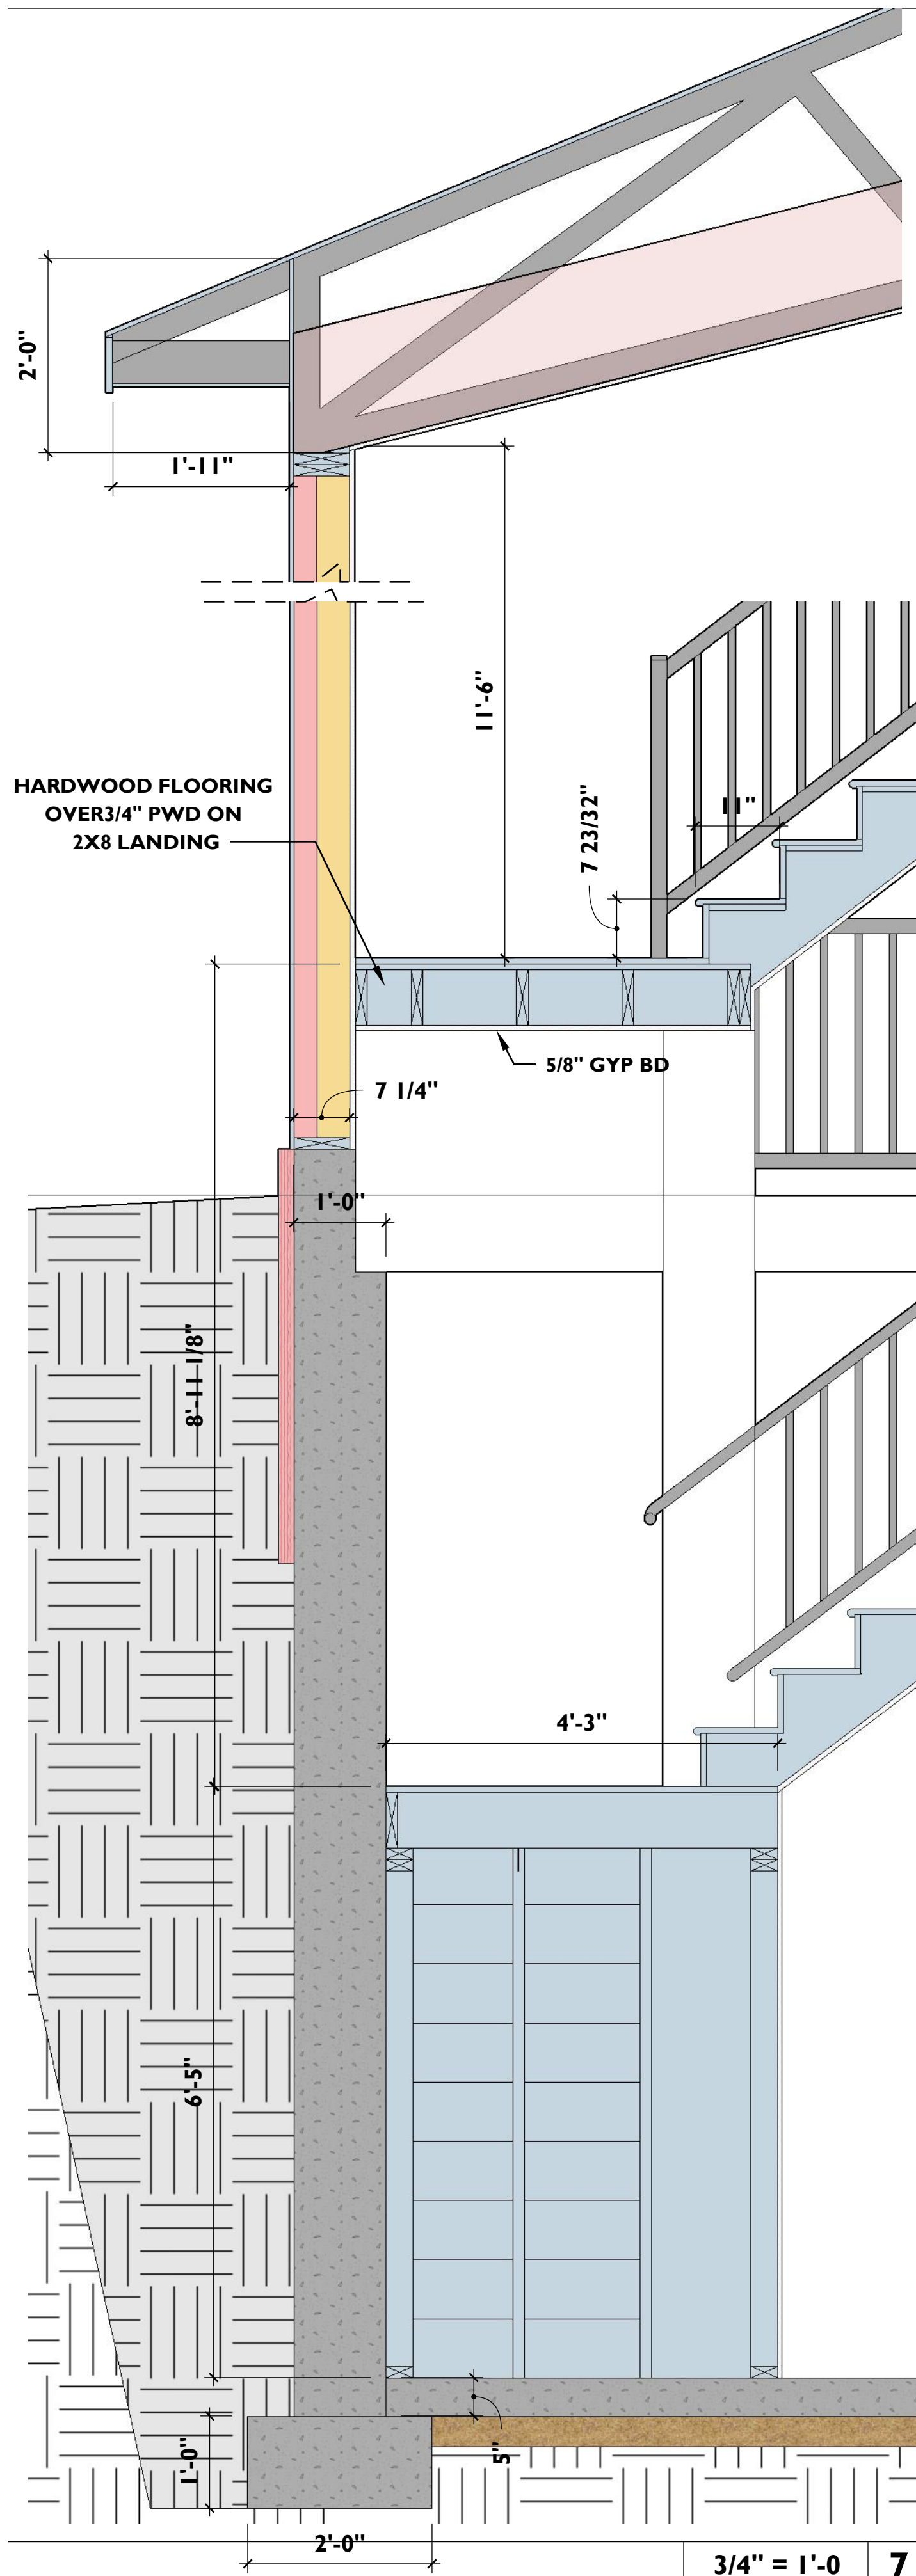 2'-0"
1'-11"
11'-6"
HARDWOOD FLOORING
OVER3/4" PWD ON
2X8 LANDING
7 23/32"
11"
5/8" GYP BD
7 1/4"
1'-0"
8'-11 1/8"
4'-3"
6'-5"
1'-0"
5"
2'-0"
3/4" = 1'-0
7